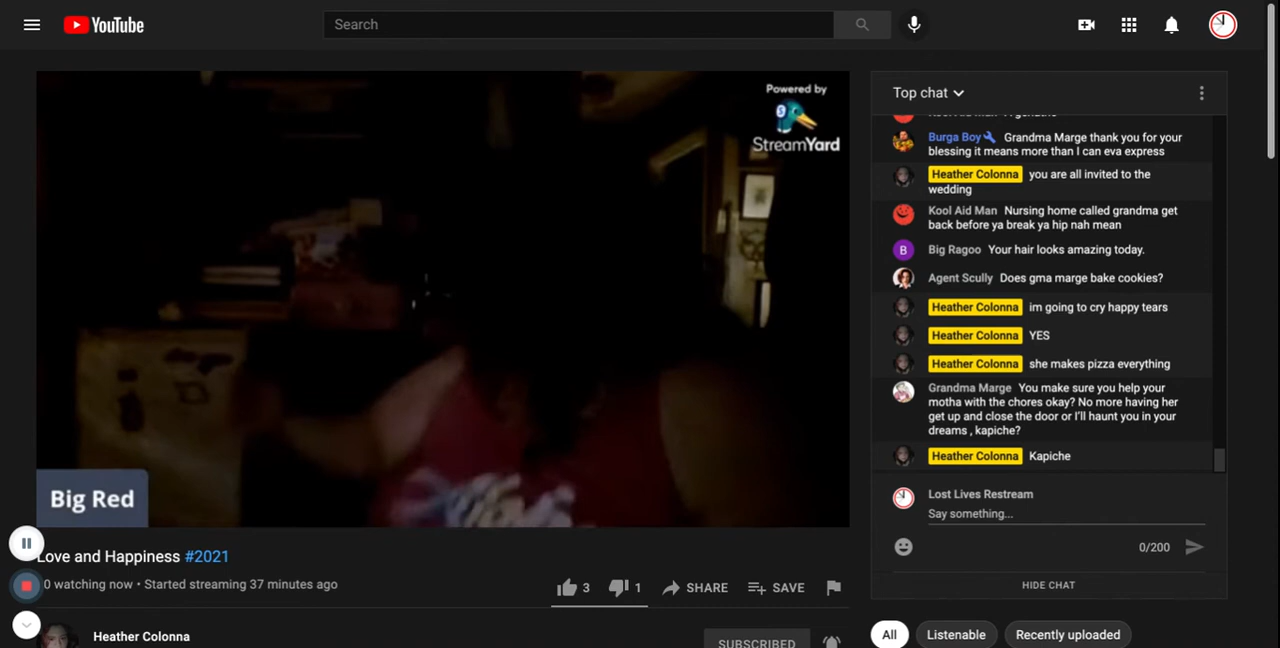 YouTube
Search
Powered by
StreamYard
Big Red
Love and Happiness #2021
0 watching now • Started streaming 37 minutes ago
3
1
SHARE
SAVE
Heather Colonna
SUBSCRIBED
Top chat
Burga Boy Grandma Marge thank you for your
blessing it means more than I can eva express
Heather Colonna you are all invited to the
wedding
Kool Aid Man Nursing home called grandma get
back before ya break ya hip nah mean
B
Big Ragoo Your hair looks amazing today.
Agent Scully Does gma marge bake cookies?
Heather Colonna im going to cry happy tears
Heather Colonna YES
Heather Colonna she makes pizza everything
Grandma Marge You make sure you help your
motha with the chores okay? No more having her
get up and close the door or I'll haunt you in your
dreams , kapiche?
Heather Colonna Kapiche
Lost Lives Restream
Say something...
0/200
HIDE CHAT
All
Listenable
Recently uploaded